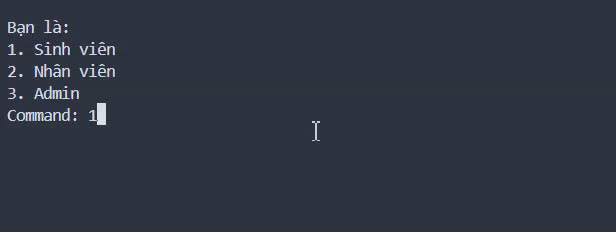 Bạn là:
1. Sinh viên
2. Nhân viên
3. Admin
Command: 1